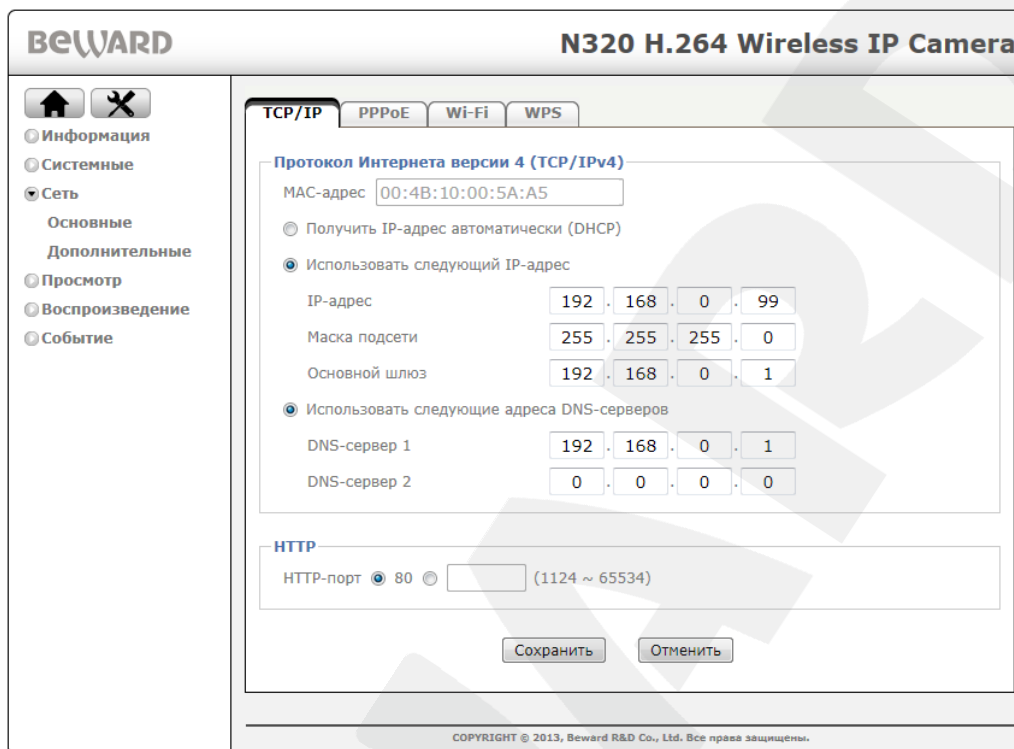 BEWARD
N320 H.264 Wireless IP Camera
Информация
Системные
Сеть
Основные
Дополнительные
Просмотр
Воспроизведение
Событие
TCP/IP PPPoE Wi-Fi WPS
Протокол Интернета версии 4 (TCP/IPv4)
MAC-адрес 00:4B:10:00:5A:A5
Получить IP-адрес автоматически (DHCP)
Использовать следующий IP-адрес
IP-адрес 192 . 168 . 0 . 99
Маска подсети 255 . 255 . 255 . 0
Основной шлюз 192 . 168 . 0 . 1
Использовать следующие адреса DNS-серверов
DNS-сервер 1 192 . 168 . 0 . 1
DNS-сервер 2 0 . 0 . 0 . 0
HTTP
HTTP-порт 80 (1124 ~ 65534)
Сохранить Отменить
COPYRIGHT © 2013, Beward R&D Co., Ltd. Все права защищены.